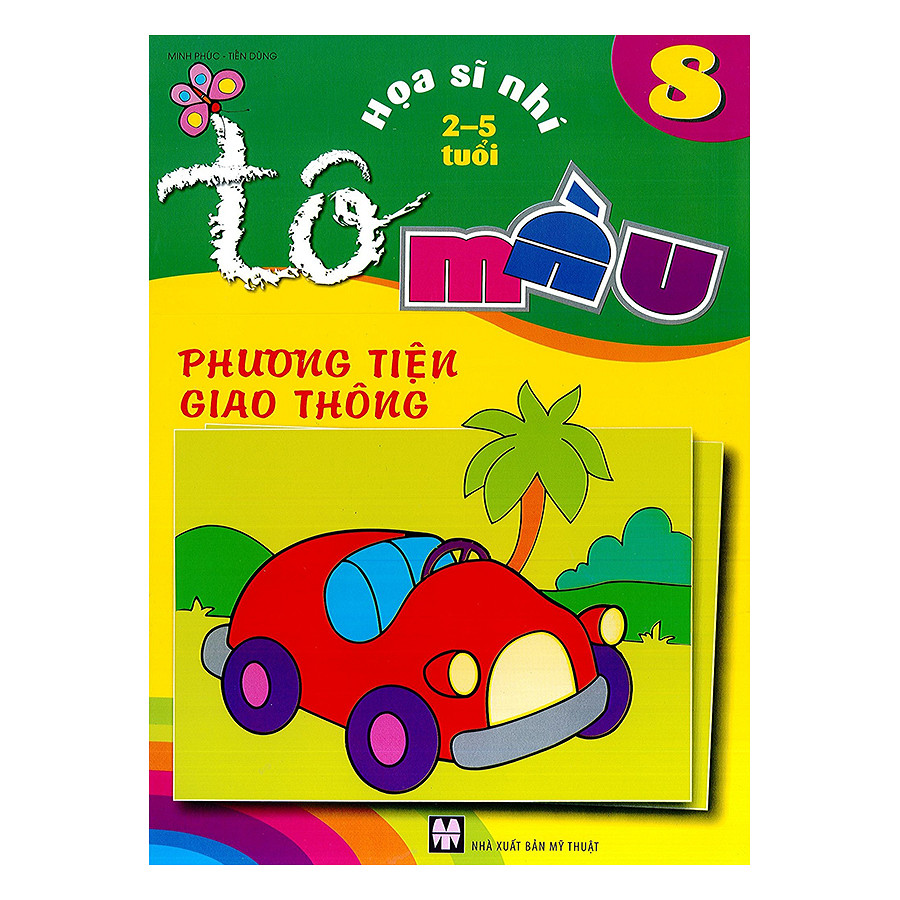 MINH PHÚC - TIẾN DŨNG
Họa sĩ nhí
2–5
tuổi
8
tô màu
PHƯƠNG TIỆN
GIAO THÔNG
NHÀ XUẤT BẢN MỸ THUẬT